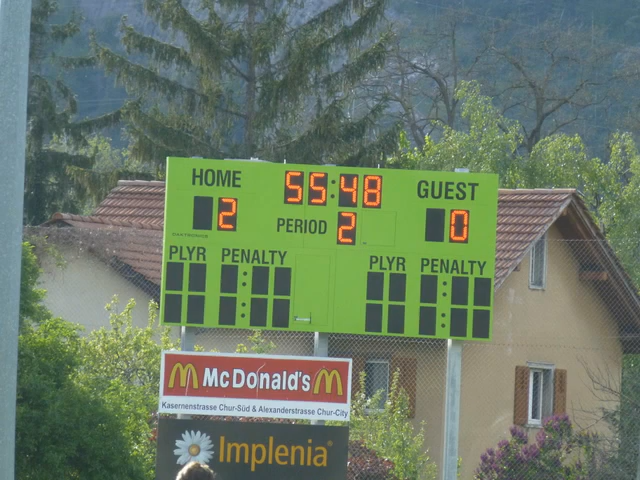 HOME 55:48 GUEST
2 PERIOD 2 0
PLYR PENALTY PLYR PENALTY
McDonald's
Kasernenstrasse Chur-Süd & Alexanderstrasse Chur-City
Implenia®